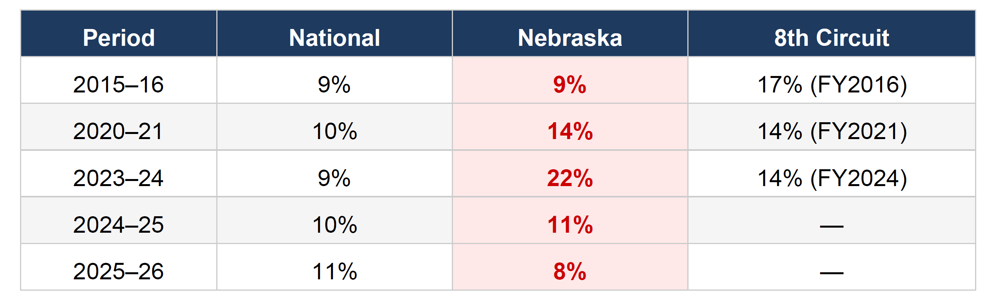 Period National Nebraska 8th Circuit
2015–16 9% 9% 17% (FY2016)
2020–21 10% 14% 14% (FY2021)
2023–24 9% 22% 14% (FY2024)
2024–25 10% 11% —
2025–26 11% 8% —